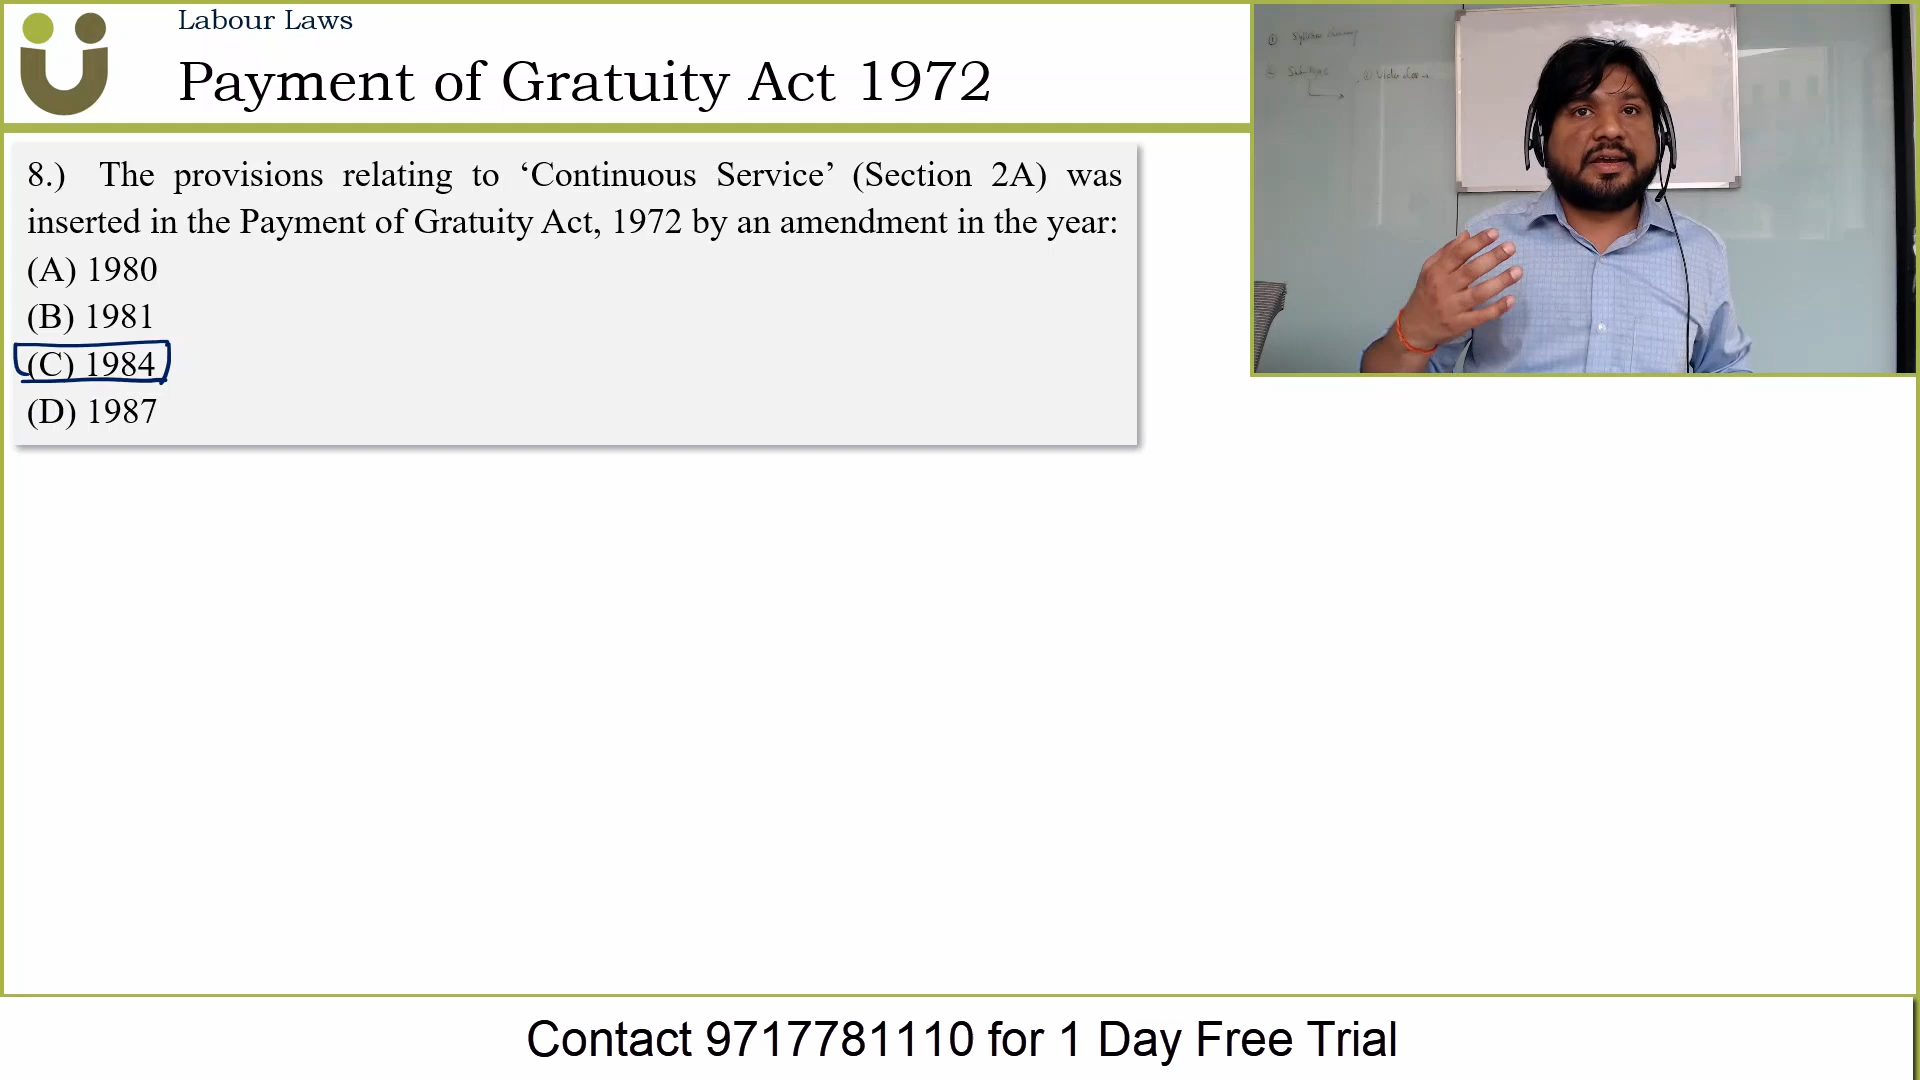 Labour Laws
Payment of Gratuity Act 1972
8.) The provisions relating to ‘Continuous Service’ (Section 2A) was
inserted in the Payment of Gratuity Act, 1972 by an amendment in the year:
(A) 1980
(B) 1981
(C) 1984
(D) 1987
Contact 9717781110 for 1 Day Free Trial